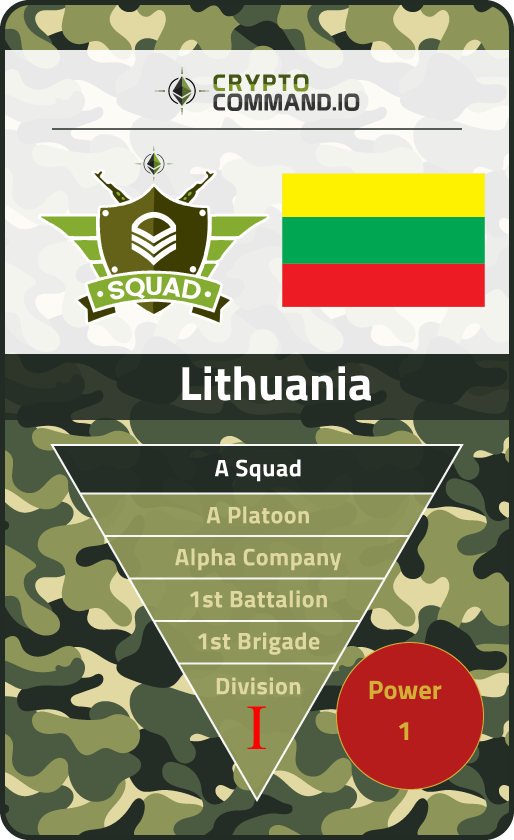 CRYPTO
COMMAND.IO
SQUAD
Lithuania
A Squad
A Platoon
Alpha Company
1st Battalion
1st Brigade
Division
I
Power
1